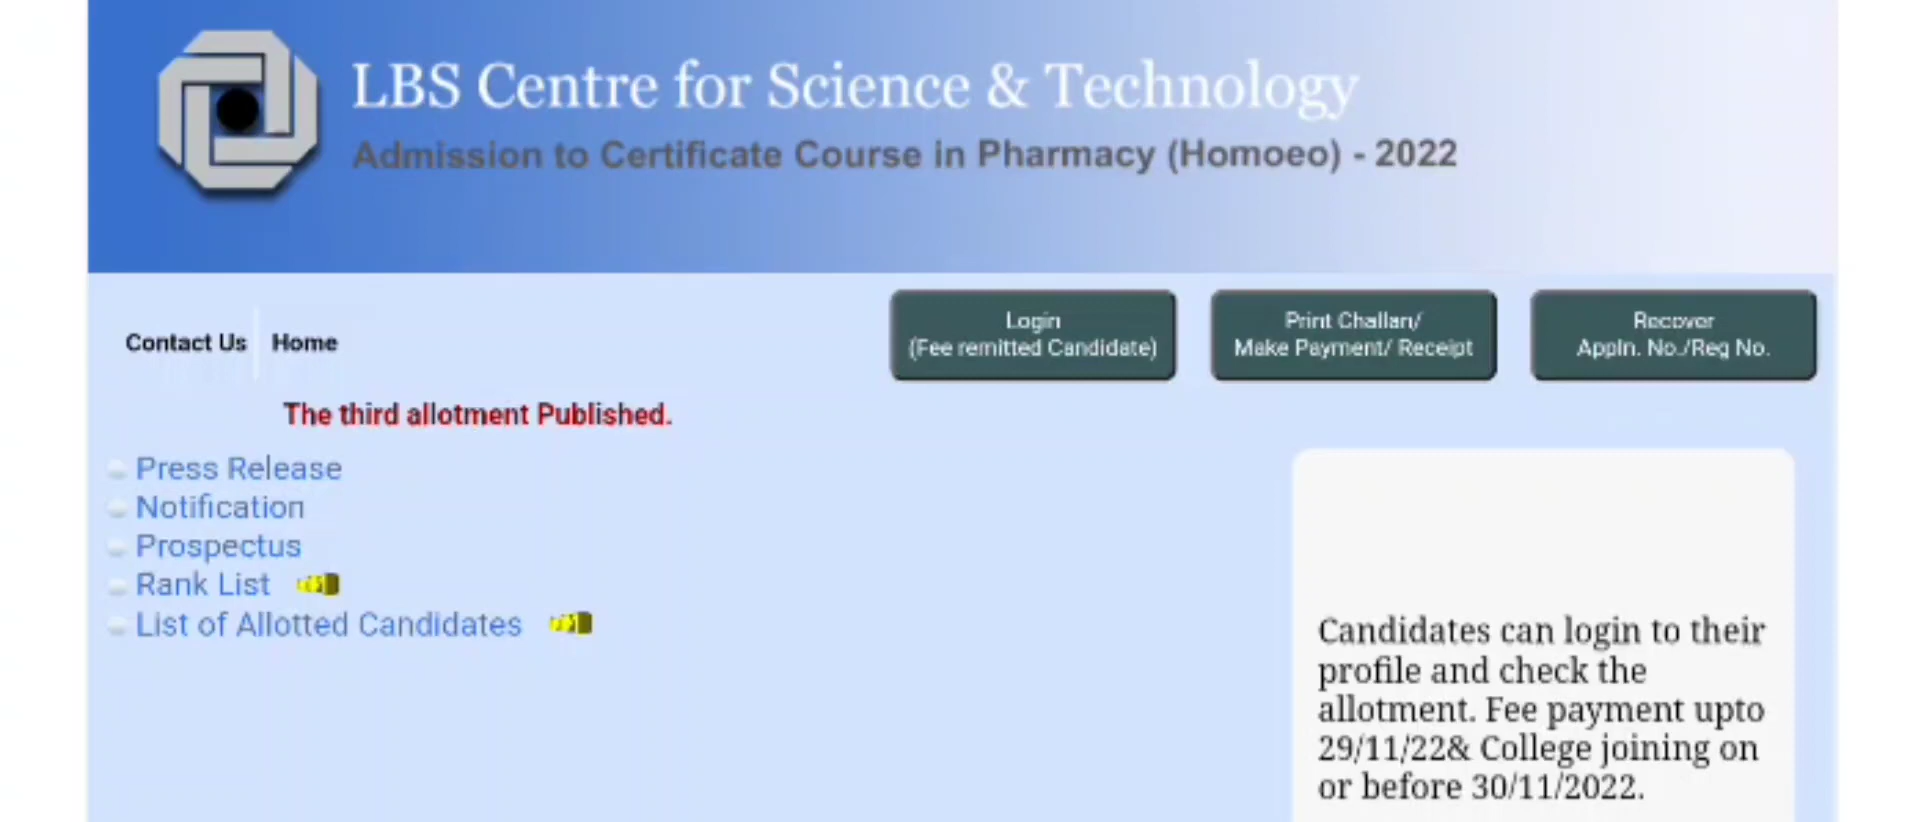 LBS Centre for Science & Technology
Admission to Certificate Course in Pharmacy (Homoeo) - 2022
Contact Us
Home
Login
(Fee remitted Candidate)
Print Challan/
Make Payment/ Receipt
Recover
Appln. No./Reg No.
The third allotment Published.
Press Release
Notification
Prospectus
Rank List
List of Allotted Candidates
Candidates can login to their
profile and check the
allotment. Fee payment upto
29/11/22& College joining on
or before 30/11/2022.